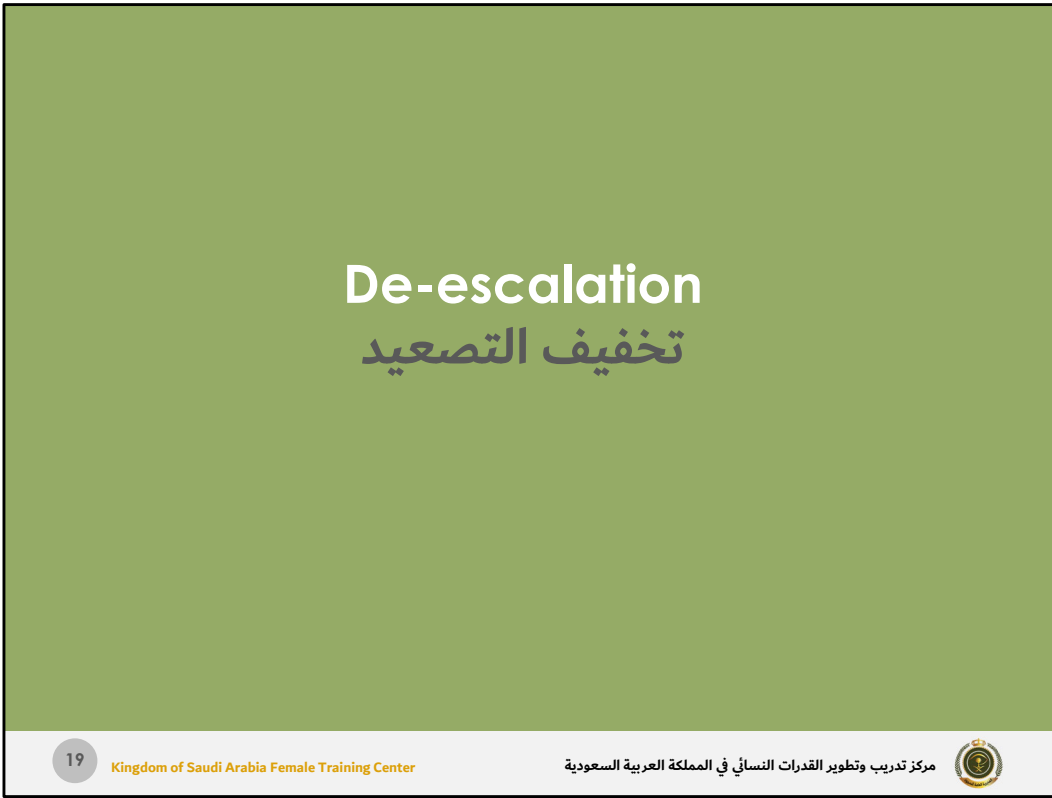 De-escalation
تخفيف التصعيد
19
Kingdom of Saudi Arabia Female Training Center
مركز تدريب وتطوير القدرات النسائي في المملكة العربية السعودية